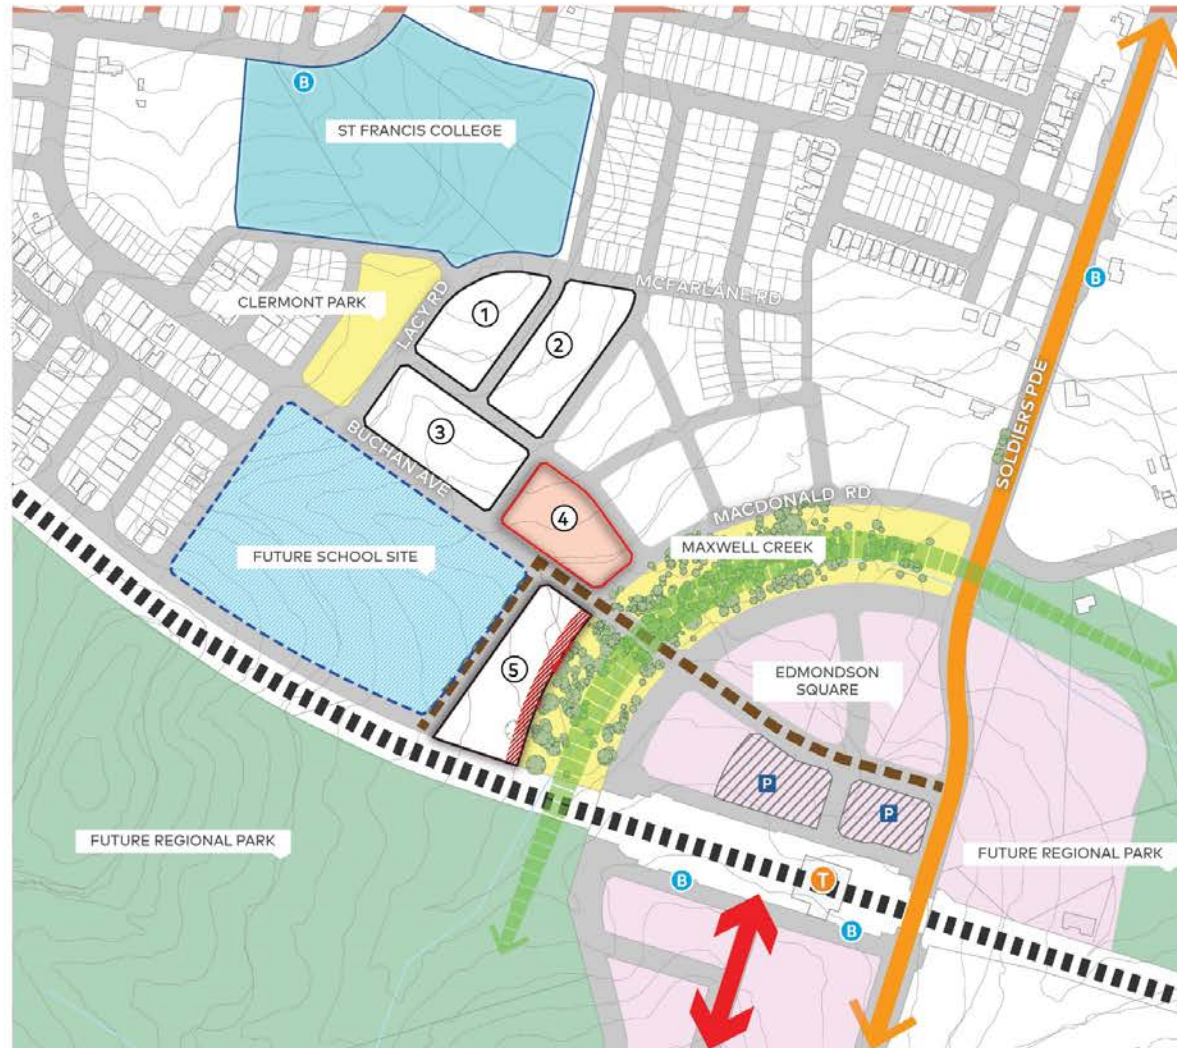 B
ST FRANCIS COLLEGE
CLERMONT PARK
LACY RD
MCFARLANE RD
B
1
2
3
BUCHAN AVE
SOLDIERS PDE
4
MACDONALD RD
FUTURE SCHOOL SITE
MAXWELL CREEK
5
EDMONDSON
SQUARE
P
P
FUTURE REGIONAL PARK
FUTURE REGIONAL PARK
B
T
B